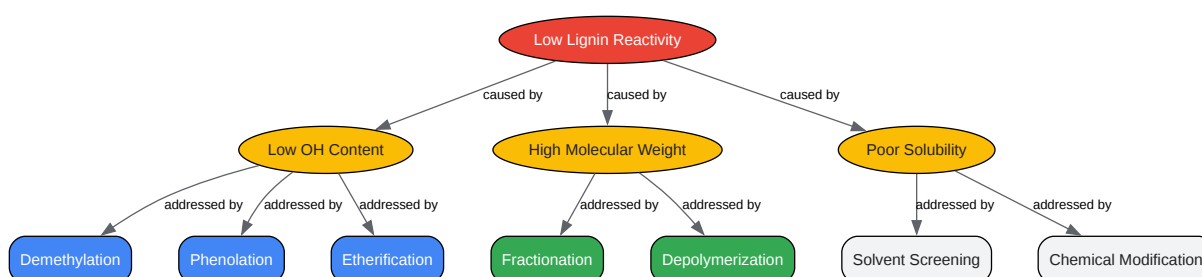 Low Lignin Reactivity
caused by
caused by
caused by
Low OH Content
High Molecular Weight
Poor Solubility
addressed by
addressed by
addressed by
addressed by
addressed by
addressed by
addressed by
Demethylation
Phenolation
Etherification
Fractionation
Depolymerization
Solvent Screening
Chemical Modification